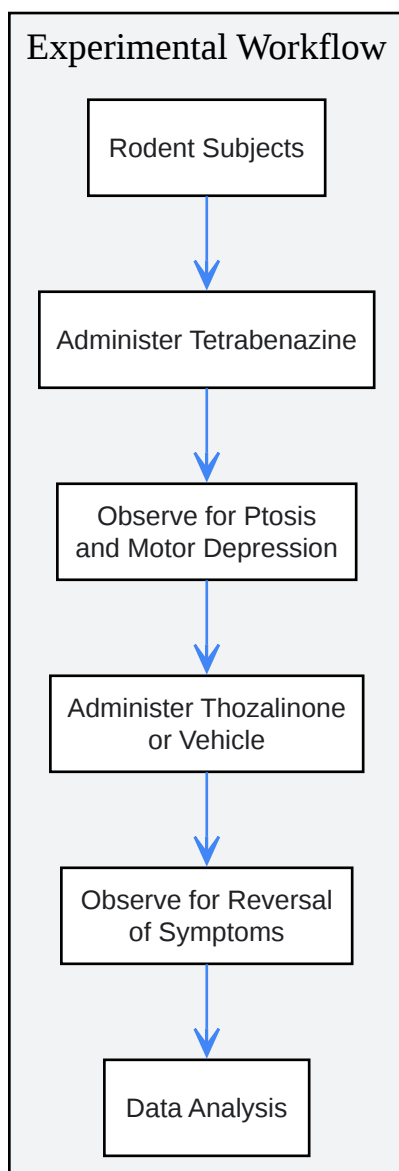 Experimental Workflow
Rodent Subjects
Administer Tetrabenazine
Observe for Ptosis
and Motor Depression
Administer Thozalinone
or Vehicle
Observe for Reversal
of Symptoms
Data Analysis